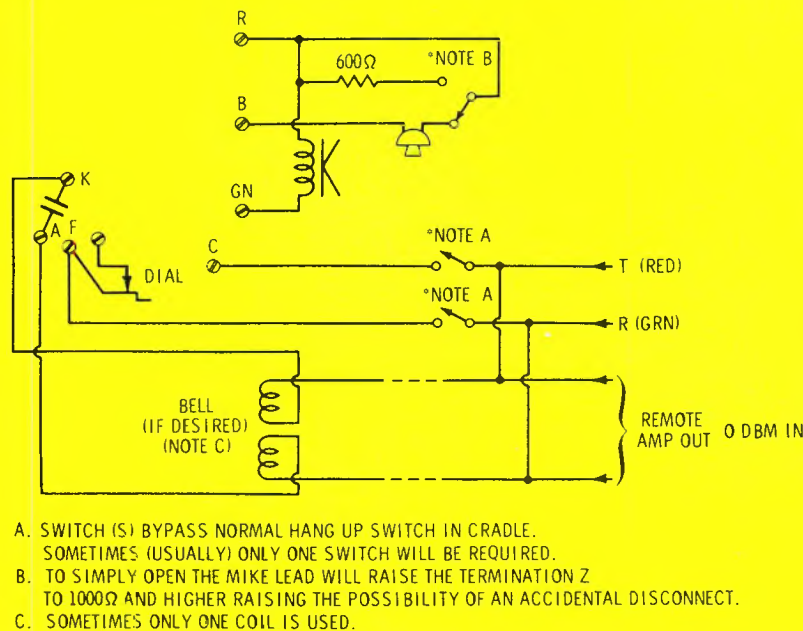 R
600Ω
°NOTE B
B
GN
K
A F
DIAL
C
°NOTE A
T (RED)
°NOTE A
R (GRN)
BELL
(IF DESIRED)
(NOTE C)
REMOTE
AMP OUT 0 DBM IN
A. SWITCH (S) BYPASS NORMAL HANG UP SWITCH IN CRADLE.
SOMETIMES (USUALLY) ONLY ONE SWITCH WILL BE REQUIRED.
B. TO SIMPLY OPEN THE MIKE LEAD WILL RAISE THE TERMINATION Z
TO 1000Ω AND HIGHER RAISING THE POSSIBILITY OF AN ACCIDENTAL DISCONNECT.
C. SOMETIMES ONLY ONE COIL IS USED.